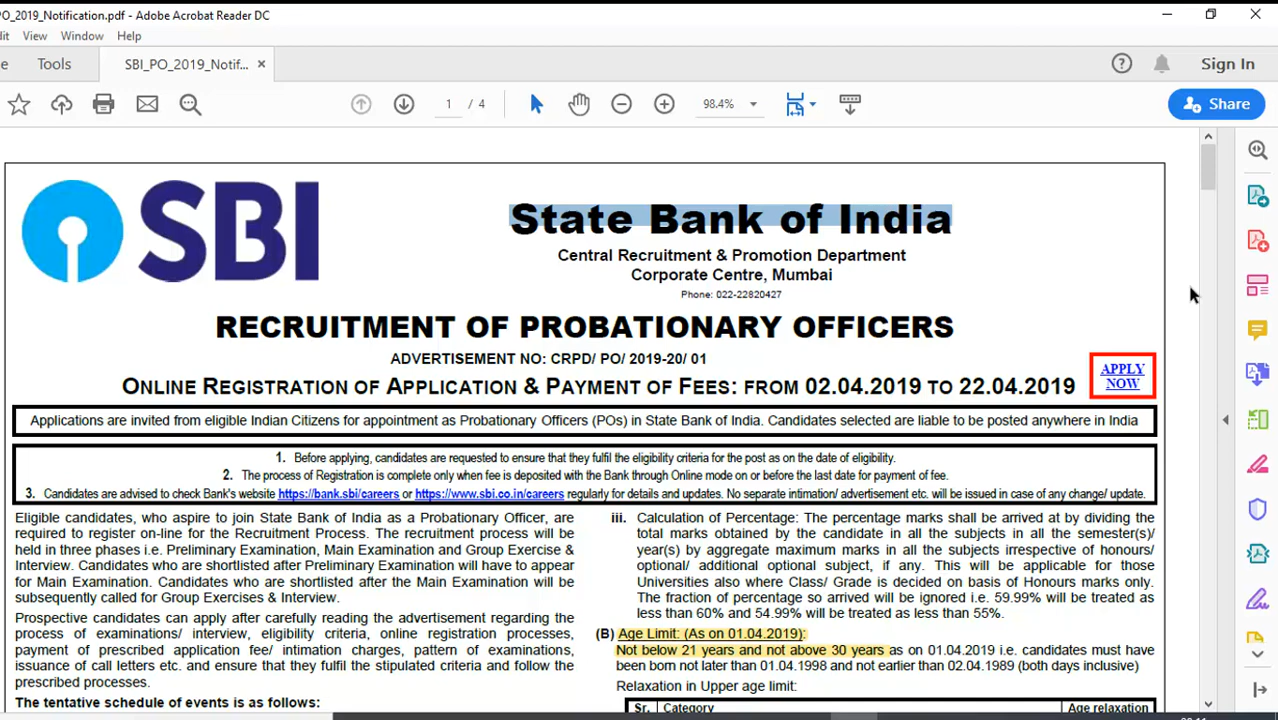 PO_2019_Notification.pdf - Adobe Acrobat Reader DC
View Window Help
Tools SBI_PO_2019_Notif... ×
Sign In
1 / 4 98.4% Share
SBI
State Bank of India
Central Recruitment & Promotion Department
Corporate Centre, Mumbai
Phone: 022-22820427
RECRUITMENT OF PROBATIONARY OFFICERS
ADVERTISEMENT NO: CRPD/ PO/ 2019-20/ 01
ONLINE REGISTRATION OF APPLICATION & PAYMENT OF FEES: FROM 02.04.2019 TO 22.04.2019
APPLY
NOW
Applications are invited from eligible Indian Citizens for appointment as Probationary Officers (POs) in State Bank of India. Candidates selected are liable to be posted anywhere in India
1. Before applying, candidates are requested to ensure that they fulfil the eligibility criteria for the post as on the date of eligibility.
2. The process of Registration is complete only when fee is deposited with the Bank through Online mode on or before the last date for payment of fee.
3. Candidates are advised to check Bank's website https://bank.sbi/careers or https://www.sbi.co.in/careers regularly for details and updates. No separate intimation/ advertisement etc. will be issued in case of any change/ update.
Eligible candidates, who aspire to join State Bank of India as a Probationary Officer, are
required to register on-line for the Recruitment Process. The recruitment process will be
held in three phases i.e. Preliminary Examination, Main Examination and Group Exercise &
Interview. Candidates who are shortlisted after Preliminary Examination will have to appear
for Main Examination. Candidates who are shortlisted after the Main Examination will be
subsequently called for Group Exercises & Interview.
Prospective candidates can apply after carefully reading the advertisement regarding the
process of examinations/ interview, eligibility criteria, online registration processes,
payment of prescribed application fee/ intimation charges, pattern of examinations,
issuance of call letters etc. and ensure that they fulfil the stipulated criteria and follow the
prescribed processes.
The tentative schedule of events is as follows:
iii. Calculation of Percentage: The percentage marks shall be arrived at by dividing the
total marks obtained by the candidate in all the subjects in all the semester(s)/
year(s) by aggregate maximum marks in all the subjects irrespective of honours/
optional/ additional optional subject, if any. This will be applicable for those
Universities also where Class/ Grade is decided on basis of Honours marks only.
The fraction of percentage so arrived will be ignored i.e. 59.99% will be treated as
less than 60% and 54.99% will be treated as less than 55%.
(B) Age Limit: (As on 01.04.2019):
Not below 21 years and not above 30 years as on 01.04.2019 i.e. candidates must have
been born not later than 01.04.1998 and not earlier than 02.04.1989 (both days inclusive)
Relaxation in Upper age limit:
Sr. Category Age relaxation